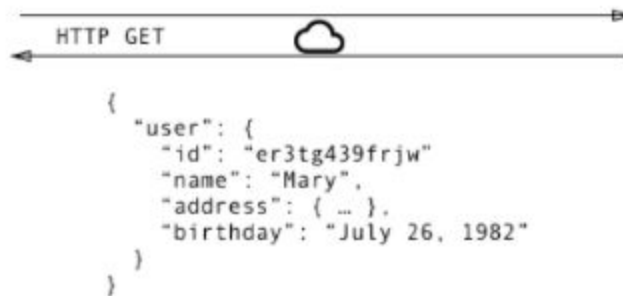 HTTP GET
{
"user": {
"id": "er3tg439frjw"
"name": "Mary",
"address": { … },
"birthday": "July 26, 1982"
}
}